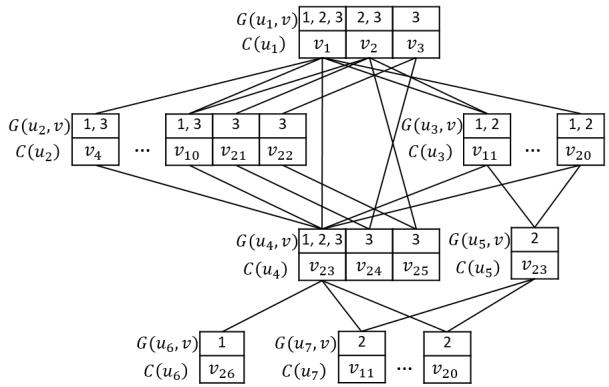 G(u₁, v) 1, 2, 3 2, 3 3
C(u₁) v₁ v₂ v₃
G(u₂, v) 1, 3 1, 3 3 3 G(u₃, v) 1, 2 1, 2
C(u₂) v₄ ... v₁₀ v₂₁ v₂₂ C(u₃) v₁₁ ... v₂₀
G(u₄, v) 1, 2, 3 3 3 G(u₅, v) 2
C(u₄) v₂₃ v₂₄ v₂₅ C(u₅) v₂₃
G(u₆, v) 1 G(u₇, v) 2 2
C(u₆) v₂₆ C(u₇) v₁₁ ... v₂₀